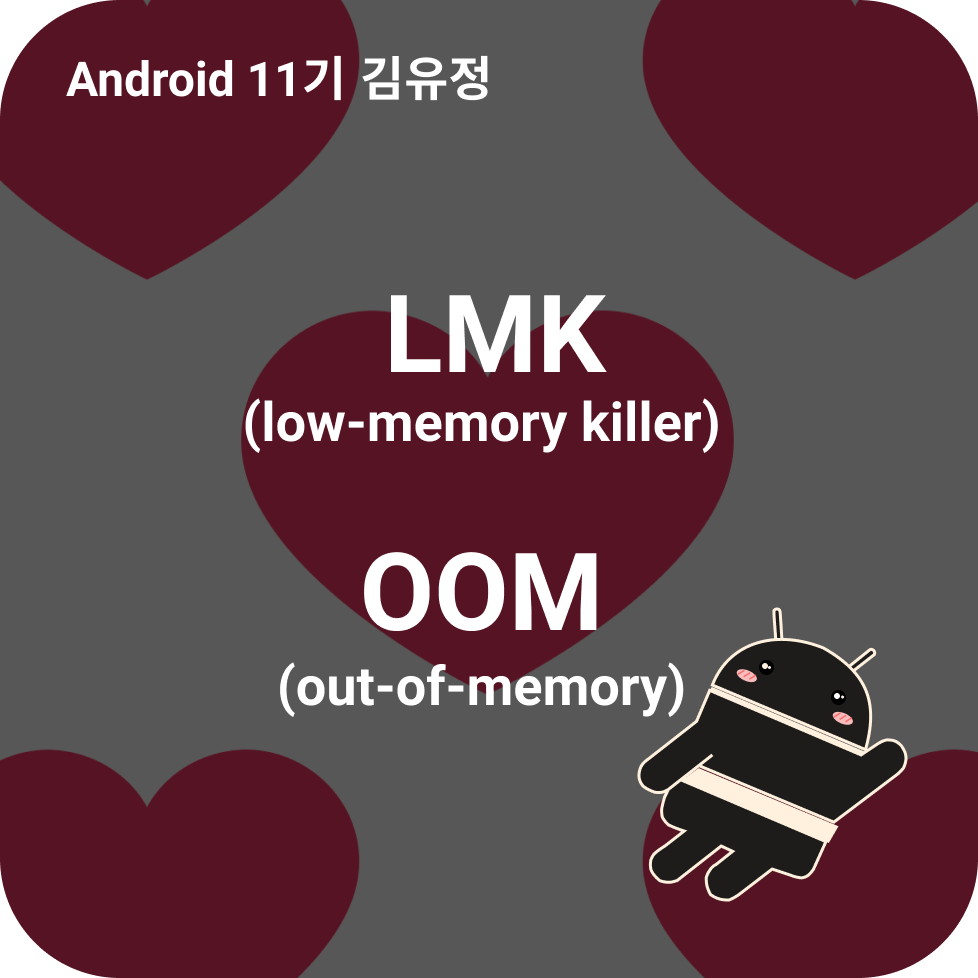 Android 11기 김유정
LMK
(low-memory killer)
OOM
(out-of-memory)